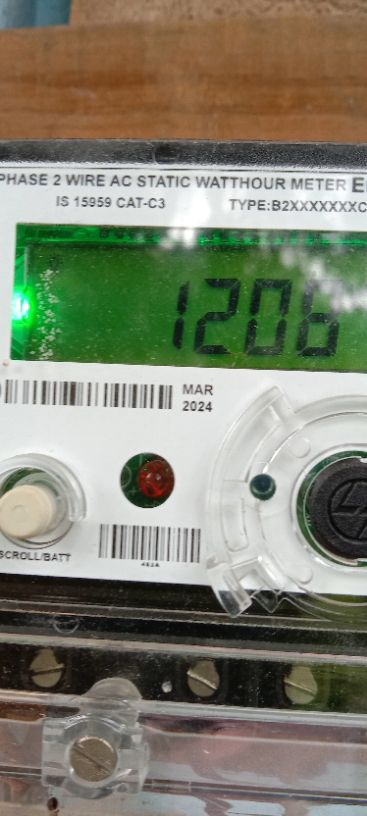 PHASE 2 WIRE AC STATIC WATTHOUR METER
IS 15959 CAT-C3 TYPE:B2XXXXXXXC
1206
MAR
2024
SCROLL/BATT